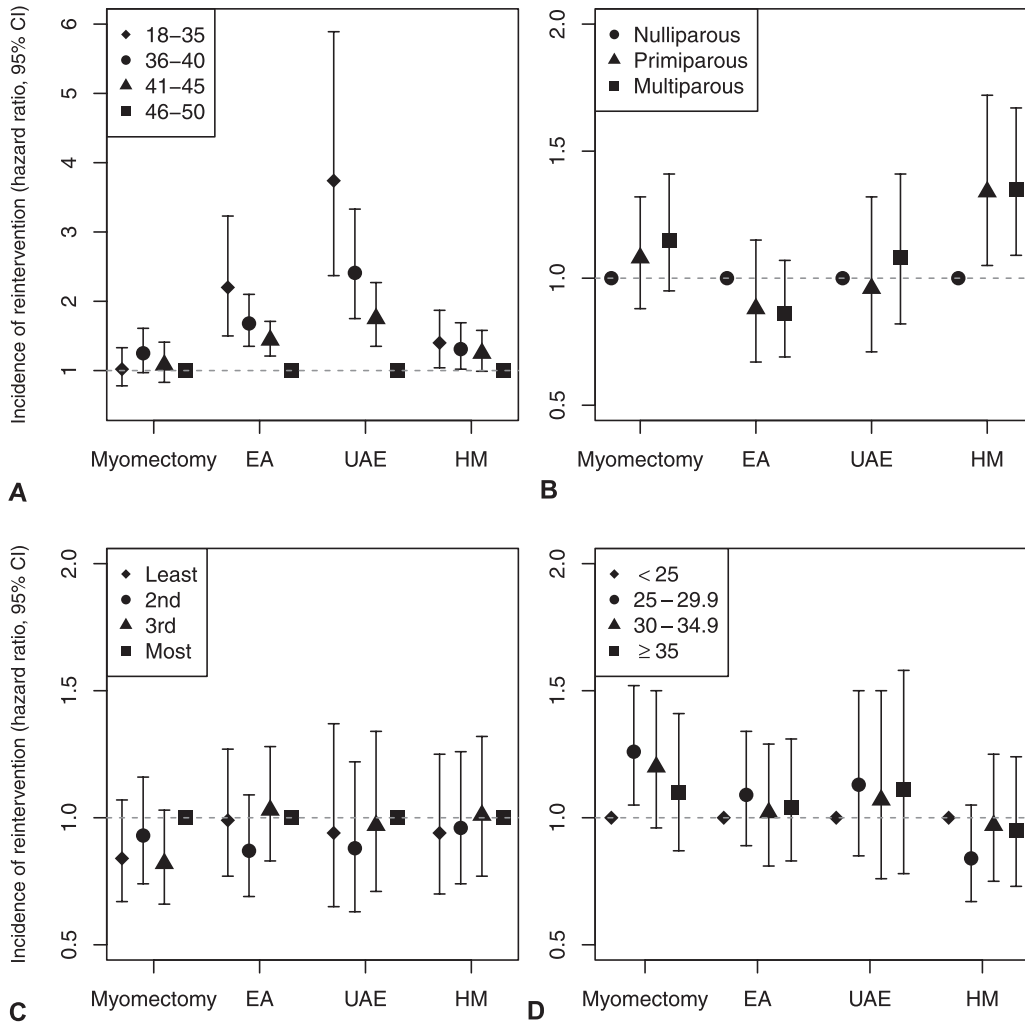 Incidence of reintervention (hazard ratio, 95% CI)
6
5
4
3
2
1
18–35
36–40
41–45
46–50
Myomectomy EA UAE HM
A
2.0
1.5
1.0
0.5
Nulliparous
Primiparous
Multiparous
Myomectomy EA UAE HM
B
Incidence of reintervention (hazard ratio, 95% CI)
2.0
1.5
1.0
0.5
Least
2nd
3rd
Most
Myomectomy EA UAE HM
C
2.0
1.5
1.0
0.5
< 25
25 – 29.9
30 – 34.9
≥ 35
Myomectomy EA UAE HM
D